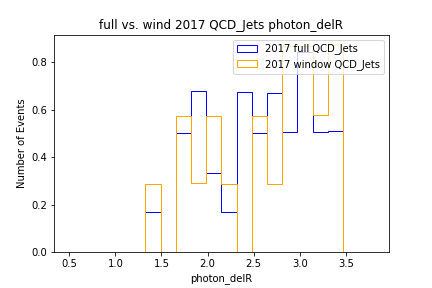 full vs. wind 2017 QCD_Jets photon_delR
2017 full QCD_Jets
2017 window QCD_Jets
Number of Events
0.8
0.6
0.4
0.2
0.0
0.5 1.0 1.5 2.0 2.5 3.0 3.5
photon_delR